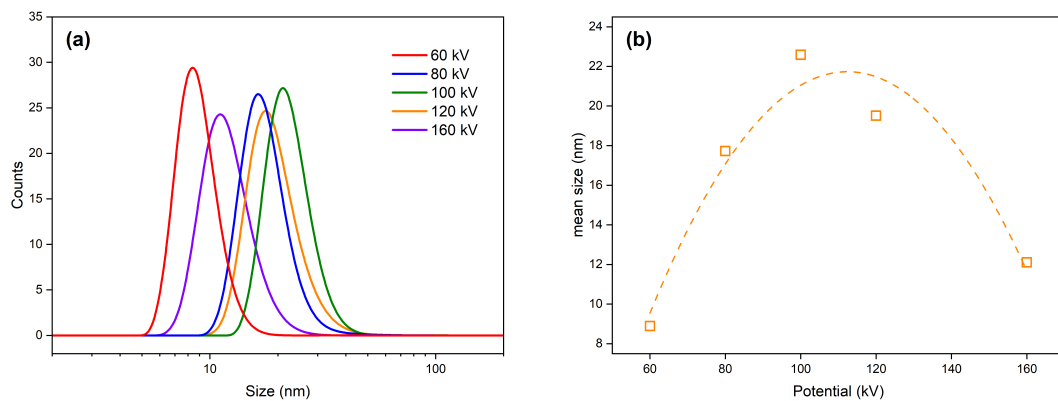 (a)
35
30
25
20
15
10
5
0
Counts
10
100
Size (nm)
60 kV
80 kV
100 kV
120 kV
160 kV
(b)
24
22
20
18
16
14
12
10
8
mean size (nm)
60
80
100
120
140
160
Potential (kV)